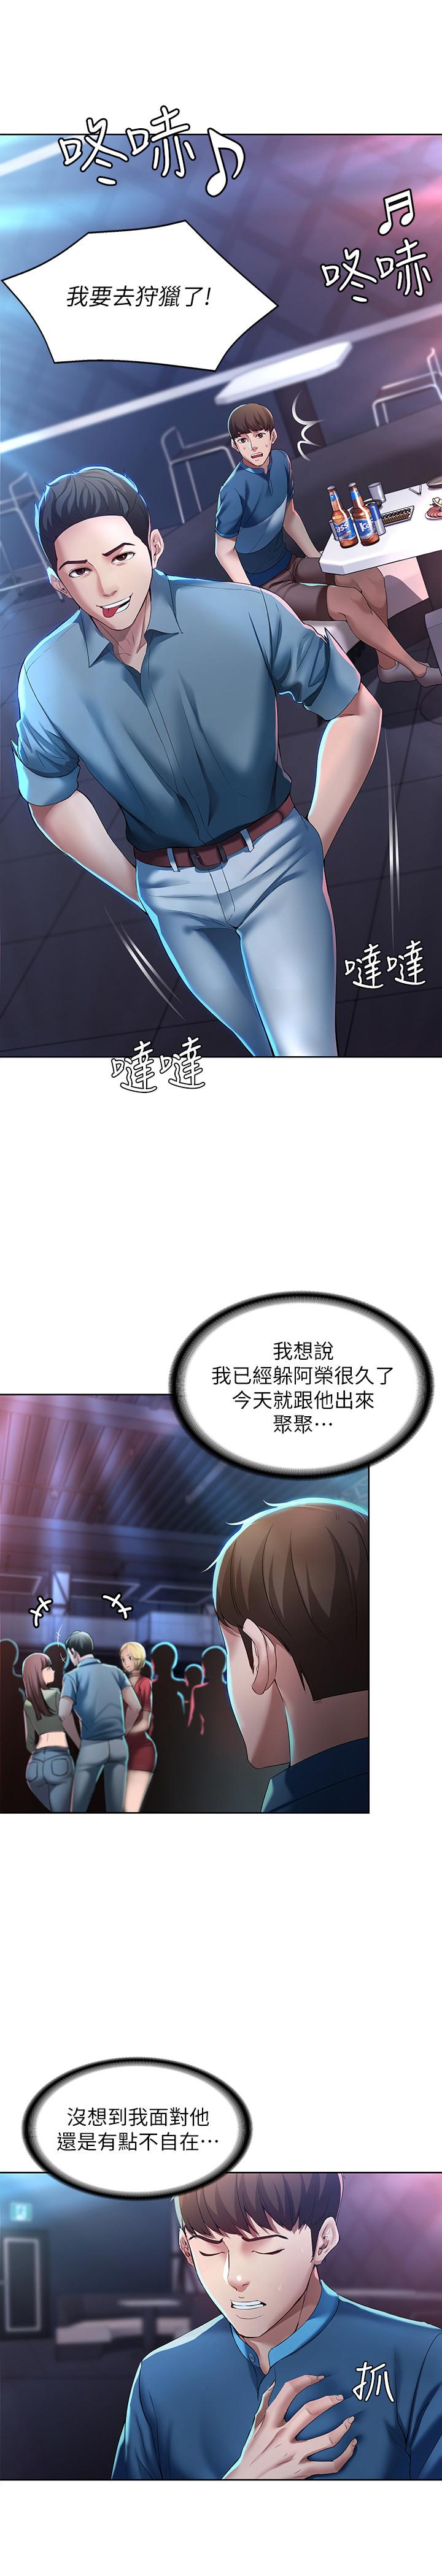 咚哧♪
♫
咚哧
我要去狩獵了!
噠噠
噠噠
我想說
我已經躲阿榮很久了
今天就跟他出來
聚聚…
沒想到我面對他
還是有點不自在…
抓